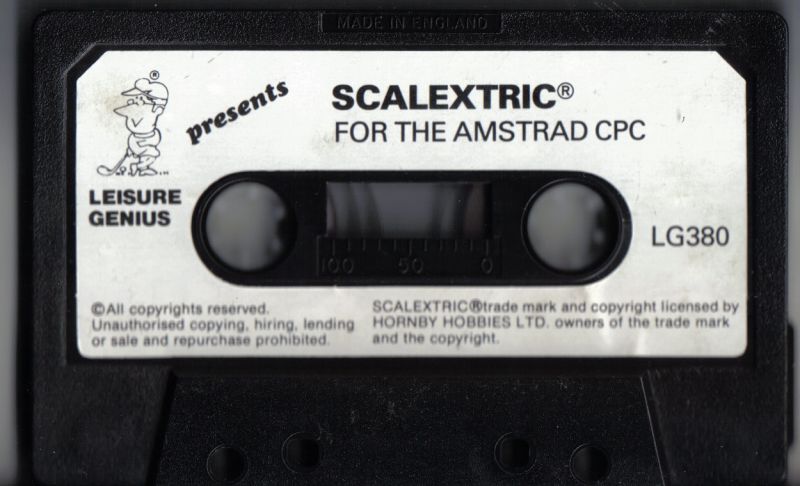 MADE IN ENGLAND
®
presents
SCALEXTRIC®
FOR THE AMSTRAD CPC
LEISURE
GENIUS
100 50 0
LG380
©All copyrights reserved.
Unauthorised copying, hiring, lending
or sale and repurchase prohibited.
SCALEXTRIC®trade mark and copyright licensed by
HORNBY HOBBIES LTD. owners of the trade mark
and the copyright.